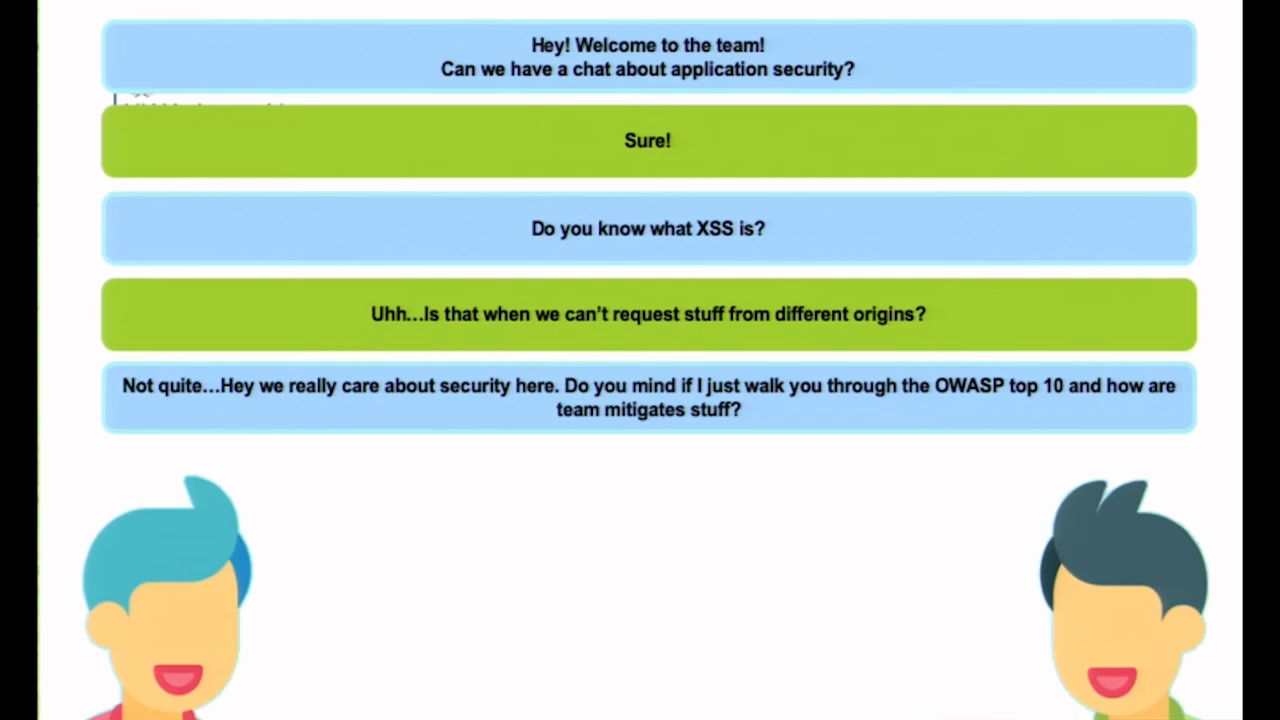 Hey! Welcome to the team!
Can we have a chat about application security?
Sure!
Do you know what XSS is?
Uhh…Is that when we can’t request stuff from different origins?
Not quite…Hey we really care about security here. Do you mind if I just walk you through the OWASP top 10 and how are
team mitigates stuff?